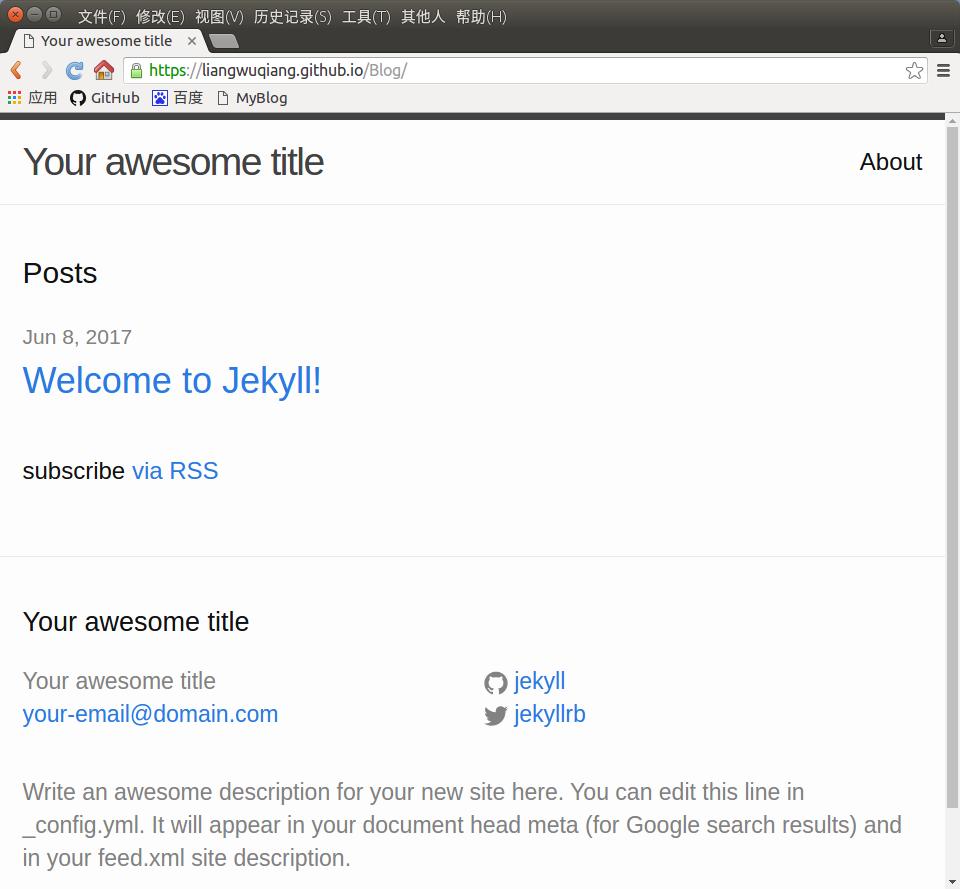 文件(F) 修改(E) 视图(V) 历史记录(S) 工具(T) 其他人 帮助(H)
Your awesome title
https://liangwuqiang.github.io/Blog/
应用 GitHub 百度 MyBlog
Your awesome title About
Posts
Jun 8, 2017
Welcome to Jekyll!
subscribe via RSS
Your awesome title
Your awesome title jekyll
your-email@domain.com jekyllrb
Write an awesome description for your new site here. You can edit this line in
_config.yml. It will appear in your document head meta (for Google search results) and
in your feed.xml site description.